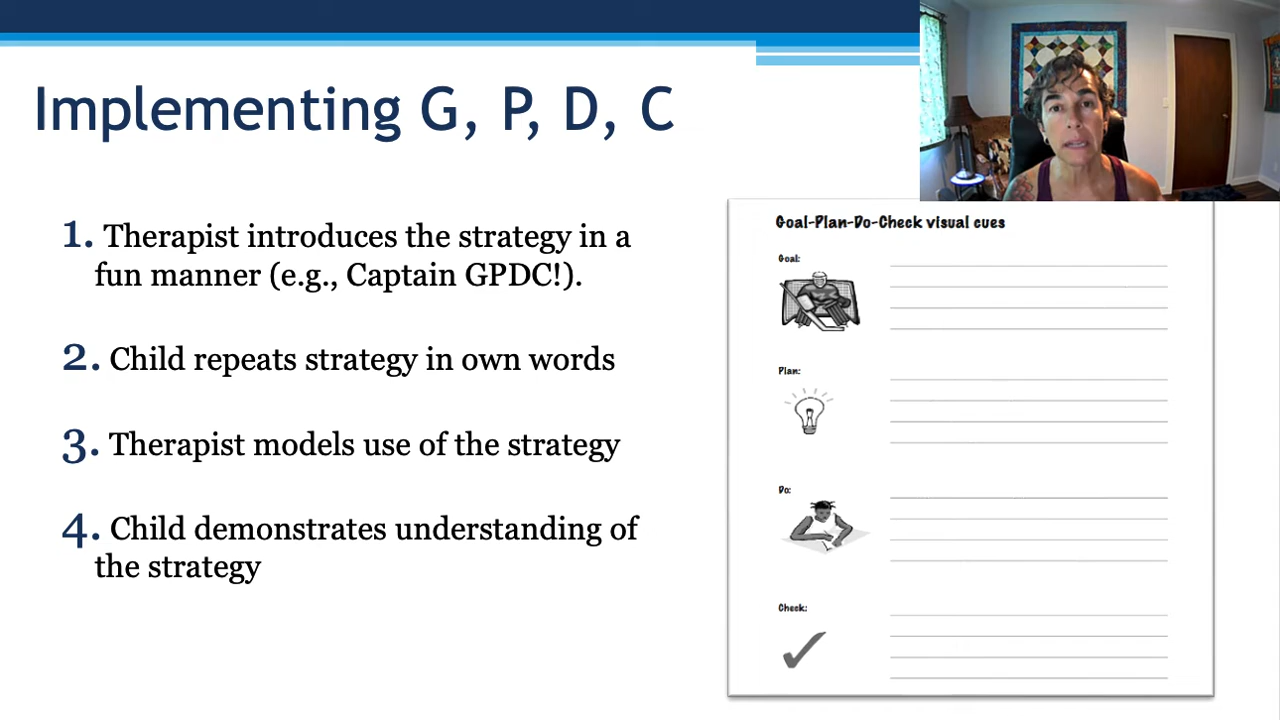 Implementing G, P, D, C
1. Therapist introduces the strategy in a
fun manner (e.g., Captain GPDC!).
2. Child repeats strategy in own words
3. Therapist models use of the strategy
4. Child demonstrates understanding of
the strategy
Goal-Plan-Do-Check visual cues
Goal:
Plan:
Do:
Check: